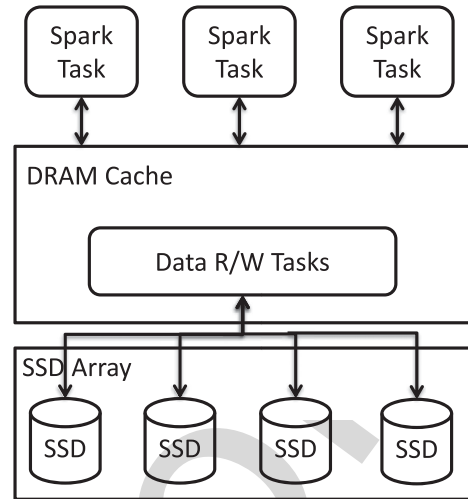 Spark Task
Spark Task
Spark Task
DRAM Cache
Data R/W Tasks
SSD Array
SSD
SSD
SSD
SSD